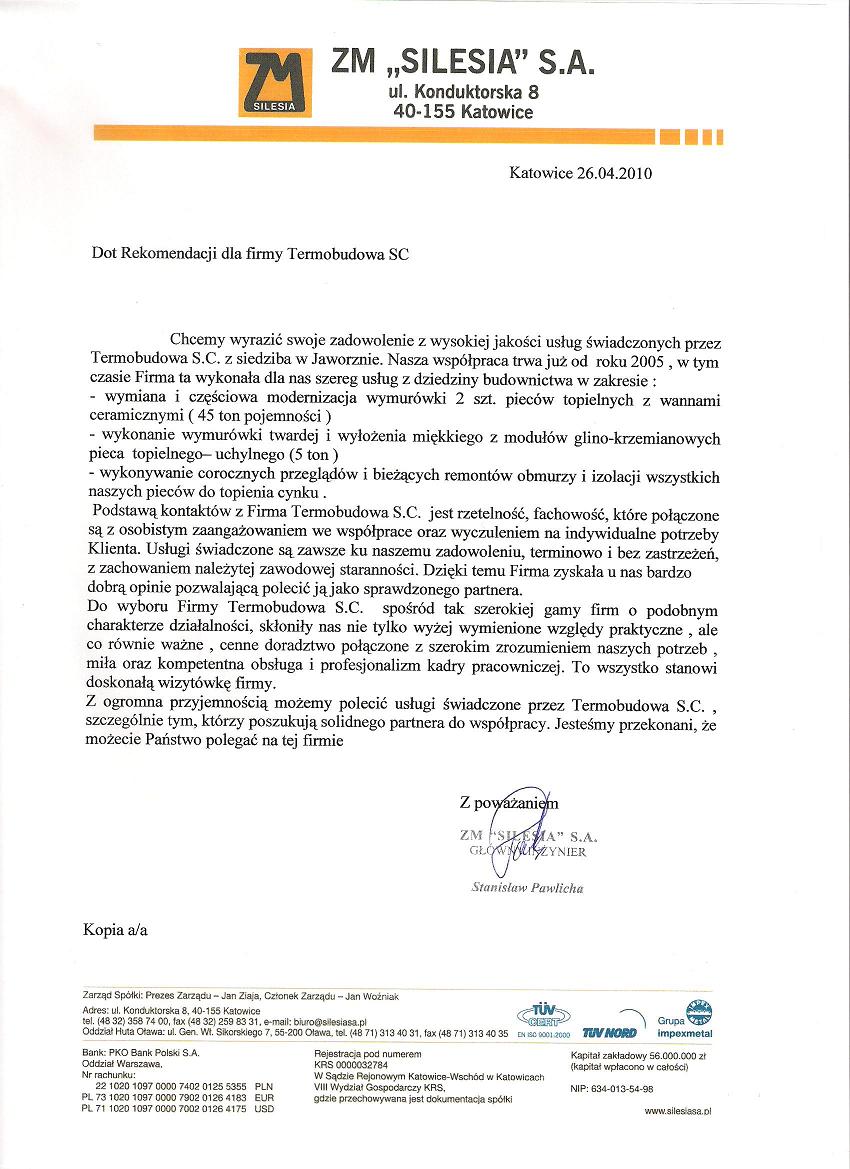 ZM
SILESIA
ZM „SILESIA” S.A.
ul. Konduktorska 8
40-155 Katowice
Katowice 26.04.2010
Dot Rekomendacji dla firmy Termobudowa SC
Chcemy wyrazić swoje zadowolenie z wysokiej jakości usług świadczonych przez
Termobudowa S.C. z siedziba w Jaworznie. Nasza współpraca trwa już od roku 2005 , w tym
czasie Firma ta wykonała dla nas szereg usług z dziedziny budownictwa w zakresie :
- wymiana i częściowa modernizacja wymurówki 2 szt. pieców topielnych z wannami
ceramicznymi ( 45 ton pojemności )
- wykonanie wymurówki twardej i wyłożenia miękkiego z modułów glino-krzemianowych
pieca topielnego– uchylnego (5 ton )
- wykonywanie corocznych przeglądów i bieżących remontów obmurzy i izolacji wszystkich
naszych pieców do topienia cynku .
Podstawą kontaktów z Firma Termobudowa S.C. jest rzetelność, fachowość, które połączone
są z osobistym zaangażowaniem we współprace oraz wyczuleniem na indywidualne potrzeby
Klienta. Usługi świadczone są zawsze ku naszemu zadowoleniu, terminowo i bez zastrzeżeń,
z zachowaniem należytej zawodowej staranności. Dzięki temu Firma zyskała u nas bardzo
dobrą opinie pozwalającą polecić ją jako sprawdzonego partnera.
Do wyboru Firmy Termobudowa S.C. spośród tak szerokiej gamy firm o podobnym
charakterze działalności, skłoniły nas nie tylko wyżej wymienione względy praktyczne , ale
co równie ważne , cenne doradztwo połączone z szerokim zrozumieniem naszych potrzeb ,
miła oraz kompetentna obsługa i profesjonalizm kadry pracowniczej. To wszystko stanowi
doskonałą wizytówkę firmy.
Z ogromna przyjemnością możemy polecić usługi świadczone przez Termobudowa S.C. ,
szczególnie tym, którzy poszukują solidnego partnera do współpracy. Jesteśmy przekonani, że
możecie Państwo polegać na tej firmie
Z poważaniem
ZM “SILESIA” S.A.
GŁÓWNY INŻYNIER
Stanisław Pawlicha
Kopia a/a
Zarząd Spółki: Prezes Zarządu – Jan Ziaja, Członek Zarządu – Jan Woźniak
Adres: ul. Konduktorska 8, 40-155 Katowice
tel. (48 32) 358 74 00, fax (48 32) 259 83 31, e-mail: biuro@silesiasa.pl
Oddział Huta Oława: ul. Gen. Wł. Sikorskiego 7, 55-200 Oława, tel. (48 71) 313 40 31, fax (48 71) 313 40 35
TÜV
CERT
EN ISO 9001:2000
TÜV NORD
Grupa
impexmetal
Bank: PKO Bank Polski S.A.
Oddział Warszawa.
Nr rachunku:
22 1020 1097 0000 7402 0125 5355 PLN
PL 73 1020 1097 0000 7902 0126 4183 EUR
PL 71 1020 1097 0000 7002 0126 4175 USD
Rejestracja pod numerem
KRS 0000032784
W Sądzie Rejonowym Katowice-Wschód w Katowicach
VIII Wydział Gospodarczy KRS,
gdzie przechowywana jest dokumentacja spółki
Kapitał zakładowy 56.000.000 zł
(kapitał wpłacono w całości)
NIP: 634-013-54-98
www.silesiasa.pl